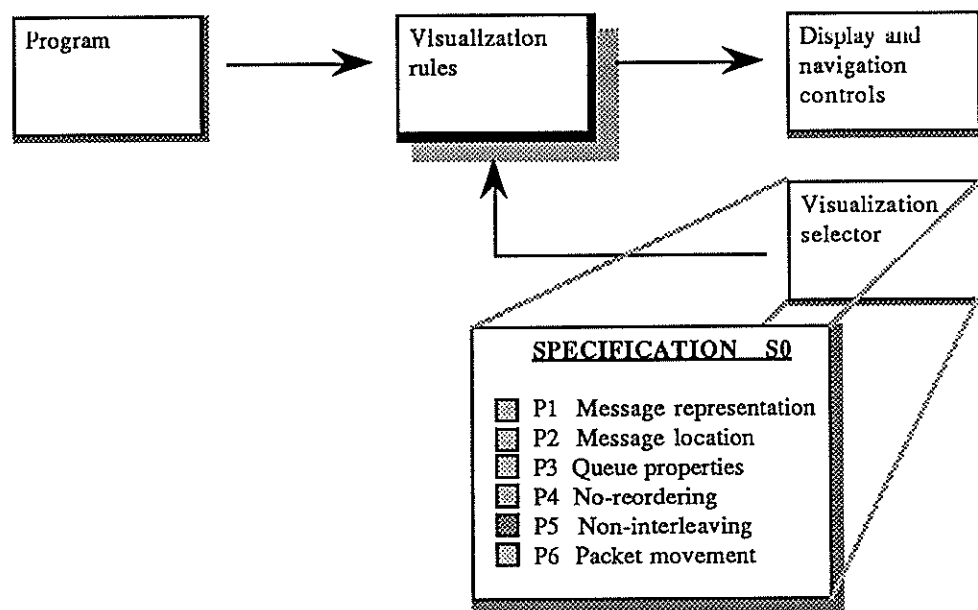 Program
Visualization
rules
Display and
navigation
controls
Visualization
selector
SPECIFICATION S0
P1 Message representation
P2 Message location
P3 Queue properties
P4 No-reordering
P5 Non-interleaving
P6 Packet movement